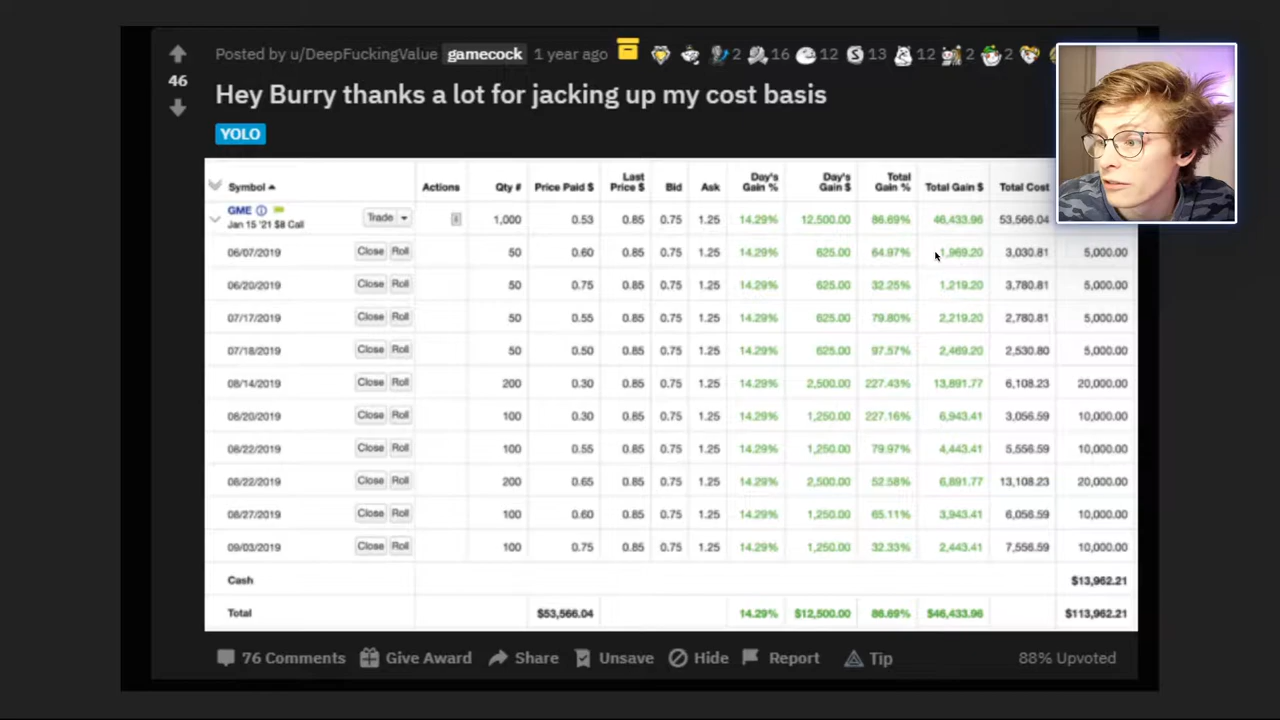 Posted by u/DeepFuckingValue gamecock 1 year ago 2 16 12 13 12 2 2
46
Hey Burry thanks a lot for jacking up my cost basis
YOLO
Symbol Actions Qty # Price Paid $ Last Price $ Bid Ask Day's Gain % Day's Gain $ Total Gain % Total Gain $ Total Cost
GME Trade 1,000 0.53 0.85 0.75 1.25 14.29% 12,500.00 86.69% 46,433.96 53,566.04
Jan 15 '21 $8 Call
06/07/2019 Close Roll 50 0.60 0.85 0.75 1.25 14.29% 625.00 64.97% 1,969.20 3,030.81 5,000.00
06/20/2019 Close Roll 50 0.75 0.85 0.75 1.25 14.29% 625.00 32.25% 1,219.20 3,780.81 5,000.00
07/17/2019 Close Roll 50 0.55 0.85 0.75 1.25 14.29% 625.00 79.80% 2,219.20 2,780.81 5,000.00
07/18/2019 Close Roll 50 0.50 0.85 0.75 1.25 14.29% 625.00 97.57% 2,469.20 2,530.80 5,000.00
08/14/2019 Close Roll 200 0.30 0.85 0.75 1.25 14.29% 2,500.00 227.43% 13,891.77 6,108.23 20,000.00
08/20/2019 Close Roll 100 0.30 0.85 0.75 1.25 14.29% 1,250.00 227.16% 6,943.41 3,056.59 10,000.00
08/22/2019 Close Roll 100 0.55 0.85 0.75 1.25 14.29% 1,250.00 79.97% 4,443.41 5,556.59 10,000.00
08/22/2019 Close Roll 200 0.65 0.85 0.75 1.25 14.29% 2,500.00 52.58% 6,891.77 13,108.23 20,000.00
08/27/2019 Close Roll 100 0.60 0.85 0.75 1.25 14.29% 1,250.00 65.11% 3,943.41 6,056.59 10,000.00
09/03/2019 Close Roll 100 0.75 0.85 0.75 1.25 14.29% 1,250.00 32.33% 2,443.41 7,556.59 10,000.00
Cash $13,962.21
Total $53,566.04 14.29% $12,500.00 86.69% $46,433.96 $113,962.21
76 Comments Give Award Share Unsave Hide Report Tip 88% Upvoted